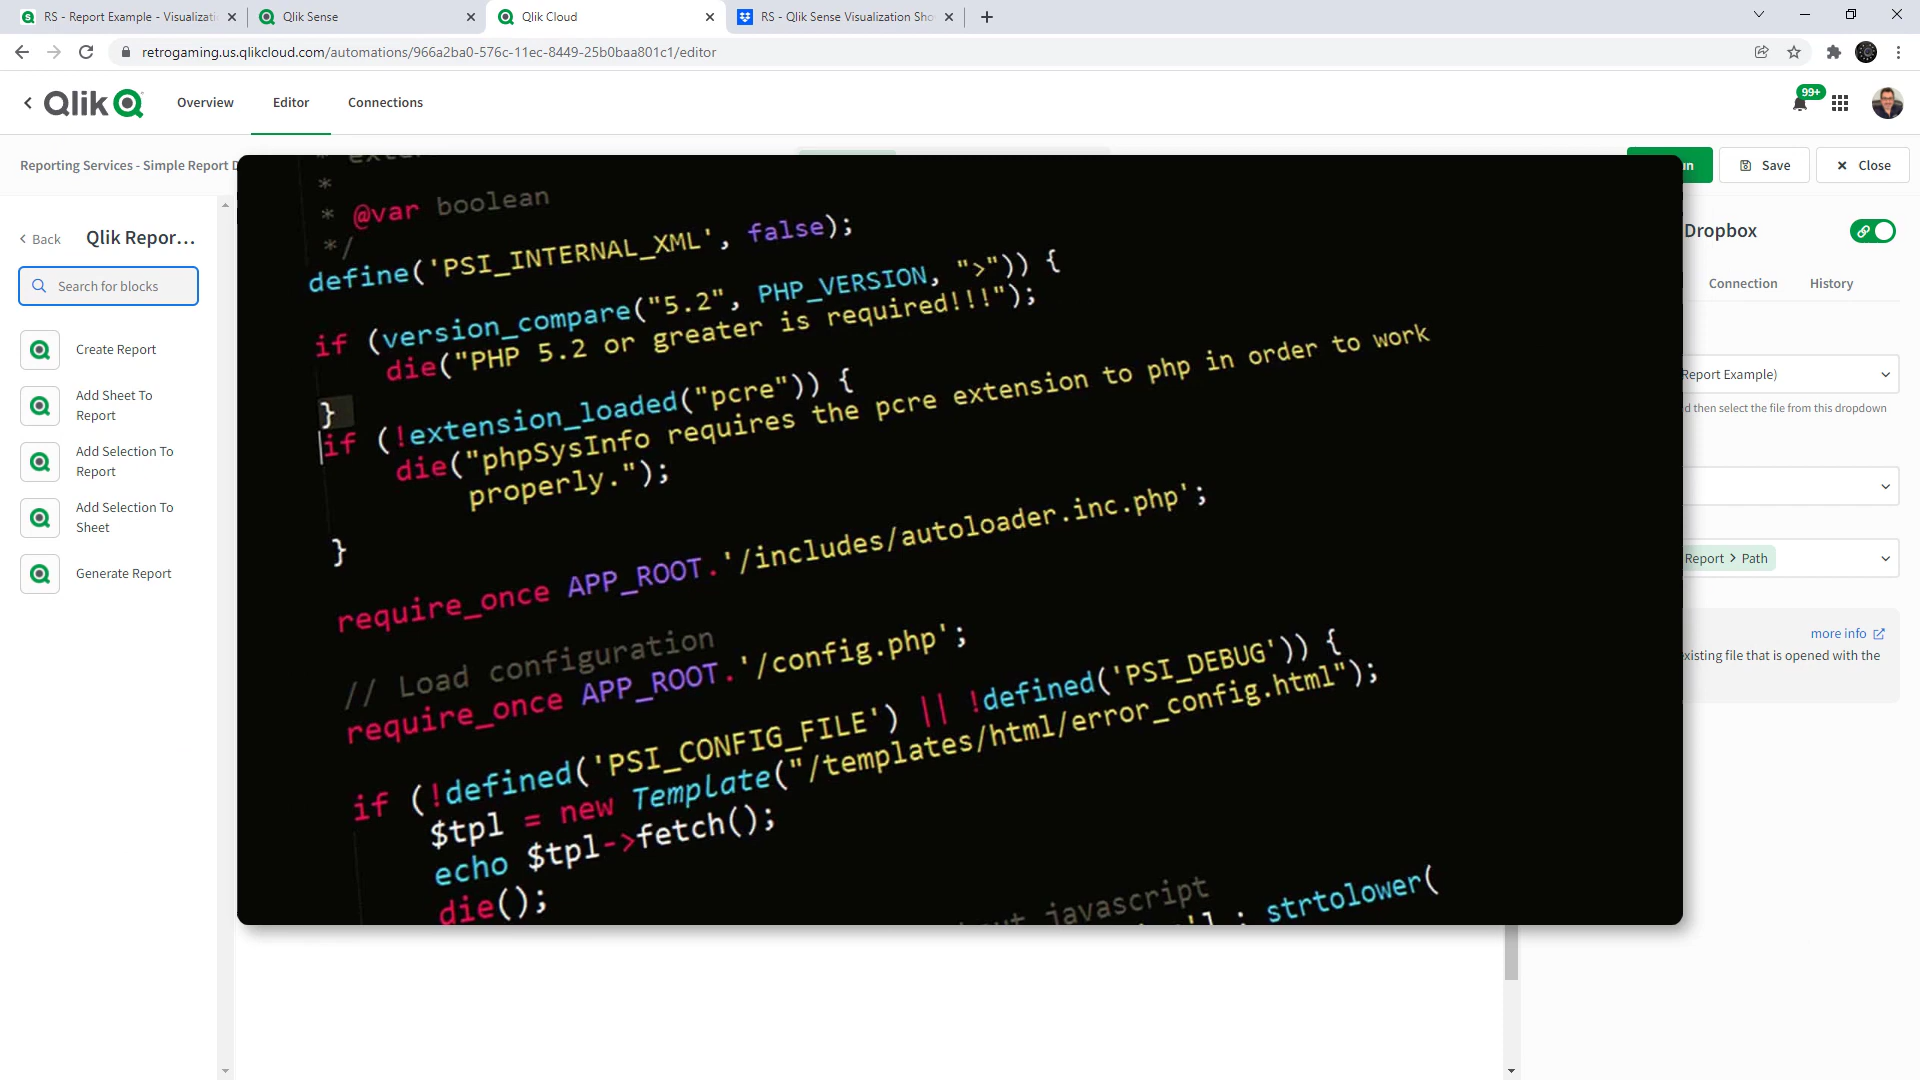 RS - Report Example - Visualizati
Qlik Sense
Qlik Cloud
RS - Qlik Sense Visualization Sho
retrogaming.us.qlikcloud.com/automations/966a2ba0-576c-11ec-8449-25b0baa801c1/editor
Qlik
Overview
Editor
Connections
99+
Reporting Services - Simple Report D
Save
Close
Back
Qlik Repor...
Search for blocks
Create Report
Add Sheet To
Report
Add Selection To
Report
Add Selection To
Sheet
Generate Report
*
* @var boolean
*/
define('PSI_INTERNAL_XML', false);
if (version_compare("5.2", PHP_VERSION, ">")) {
die("PHP 5.2 or greater is required!!!");
}
if (!extension_loaded("pcre")) {
die("phpSysInfo requires the pcre extension to php in order to work
properly.");
}
require_once APP_ROOT.'/includes/autoloader.inc.php';
// Load configuration
require_once APP_ROOT.'/config.php';
if (!defined('PSI_CONFIG_FILE') || !defined('PSI_DEBUG')) {
$tpl = new Template("/templates/html/error_config.html");
echo $tpl->fetch();
die();
javascript
strtolower(
Dropbox
Connection
History
Report Example)
d then select the file from this dropdown
Report > Path
more info
existing file that is opened with the